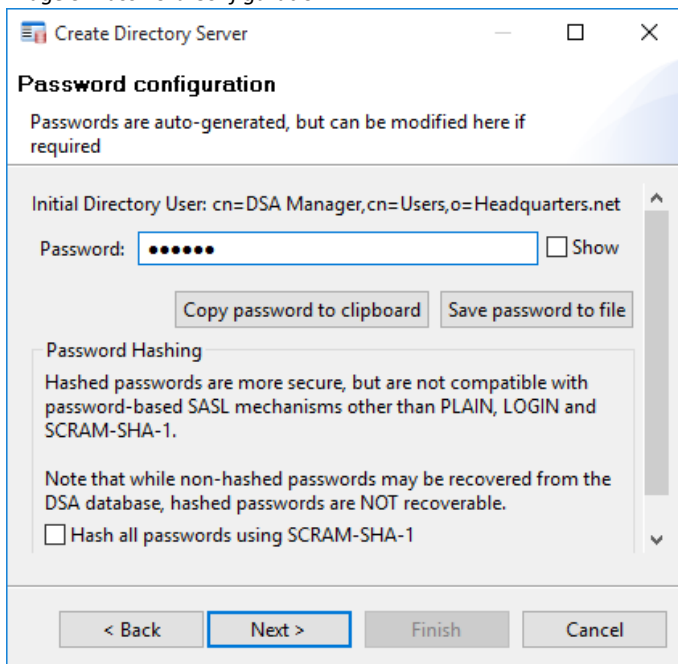 Create Directory Server
Password configuration
Passwords are auto-generated, but can be modified here if
required
Initial Directory User: cn=DSA Manager,cn=Users,o=Headquarters.net
Password: ●●●●●● Show
Copy password to clipboard Save password to file
Password Hashing
Hashed passwords are more secure, but are not compatible with
password-based SASL mechanisms other than PLAIN, LOGIN and
SCRAM-SHA-1.
Note that while non-hashed passwords may be recovered from the
DSA database, hashed passwords are NOT recoverable.
Hash all passwords using SCRAM-SHA-1
< Back Next > Finish Cancel